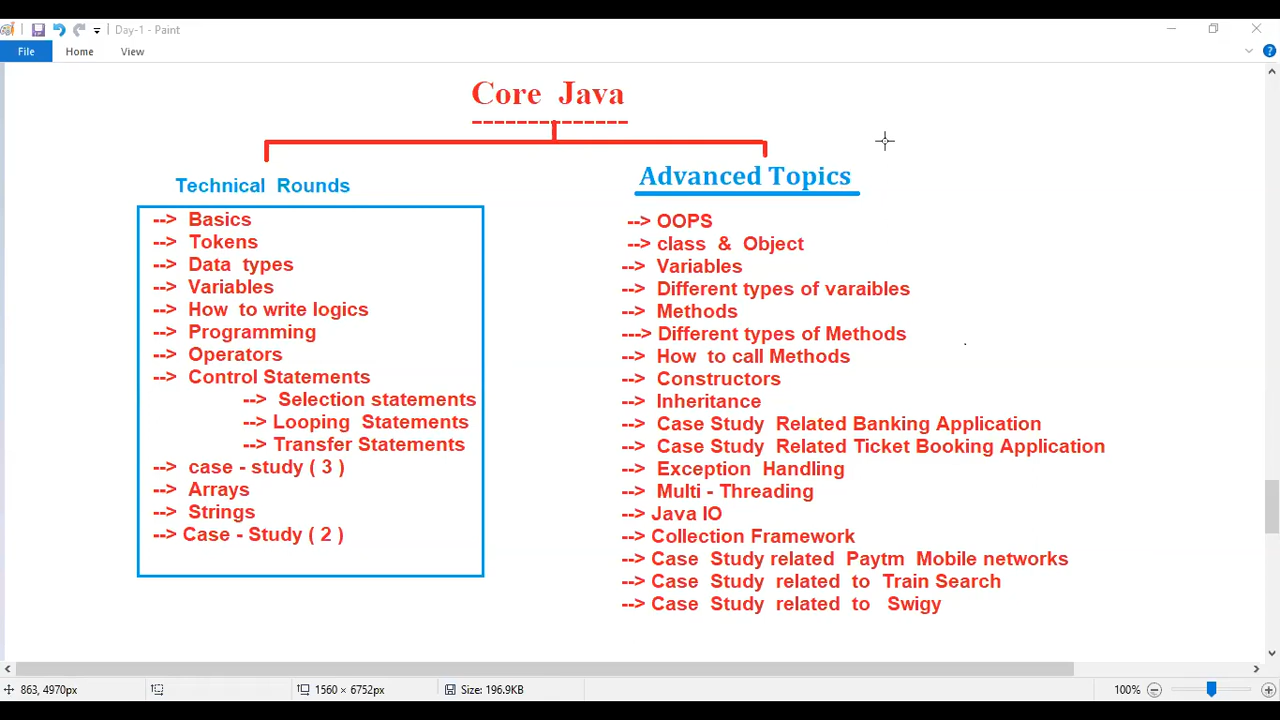 Day-1 - Paint
File Home View
Core Java
Technical Rounds
--> Basics
--> Tokens
--> Data types
--> Variables
--> How to write logics
--> Programming
--> Operators
--> Control Statements
--> Selection statements
--> Looping Statements
--> Transfer Statements
--> case - study ( 3 )
--> Arrays
--> Strings
--> Case - Study ( 2 )
Advanced Topics
--> OOPS
--> class & Object
--> Variables
--> Different types of varaibles
--> Methods
---> Different types of Methods
--> How to call Methods
--> Constructors
--> Inheritance
--> Case Study Related Banking Application
--> Case Study Related Ticket Booking Application
--> Exception Handling
--> Multi - Threading
--> Java IO
--> Collection Framework
--> Case Study related Paytm Mobile networks
--> Case Study related to Train Search
--> Case Study related to Swigy
863, 4970px 1560 × 6752px Size: 196.9KB 100%